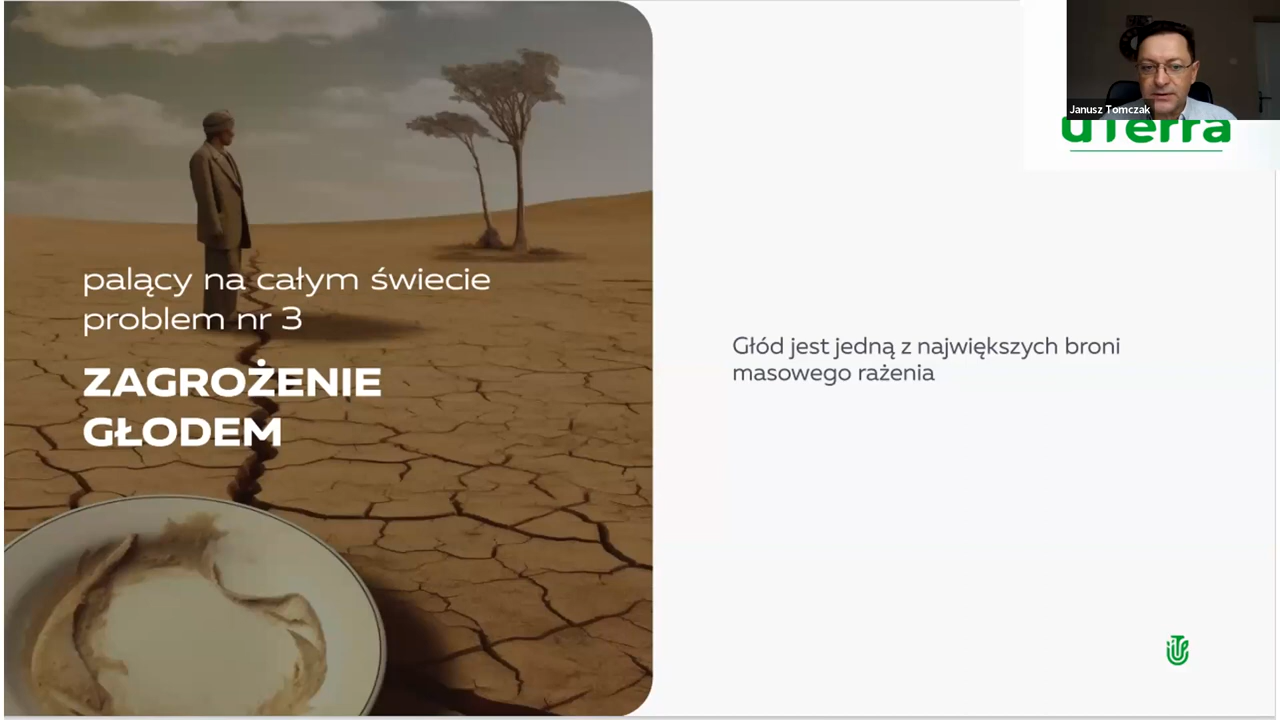 palący na całym świecie
problem nr 3
ZAGROŻENIE
GŁODEM
Głód jest jedną z największych broni
masowego rażenia
Janusz Tomczak
uTerra